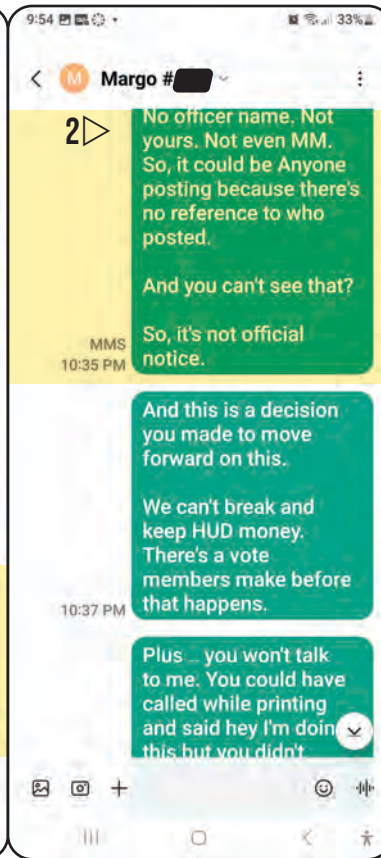 9:54
33%
M Margo #
2
No officer name. Not
yours. Not even MM.
So, it could be Anyone
posting because there's
no reference to who
posted.
And you can't see that?
So, it's not official
notice.
MMS
10:35 PM
And this is a decision
you made to move
forward on this.
We can't break and
keep HUD money.
There's a vote
members make before
that happens.
10:37 PM
Plus _ you won't talk
to me. You could have
called while printing
and said hey I'm doin
this but you didn't